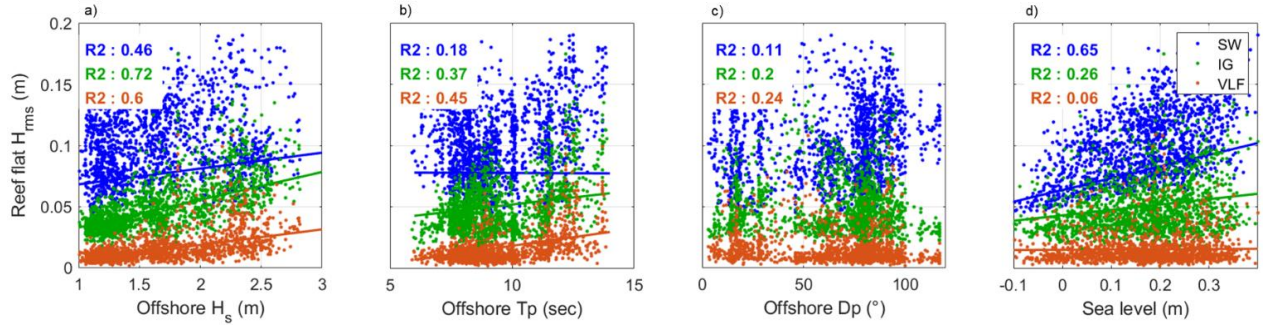 a)
R2 : 0.46
R2 : 0.72
R2 : 0.6
0.2
0.15
0.1
0.05
0
Reef flat Hrms (m)
1 1.5 2 2.5 3
Offshore Hs (m)
b)
R2 : 0.18
R2 : 0.37
R2 : 0.45
5 10 15
Offshore Tp (sec)
c)
R2 : 0.11
R2 : 0.2
R2 : 0.24
0 50 100
Offshore Dp (°)
d)
R2 : 0.65
R2 : 0.26
R2 : 0.06
SW
IG
VLF
-0.1 0 0.1 0.2 0.3
Sea level (m)